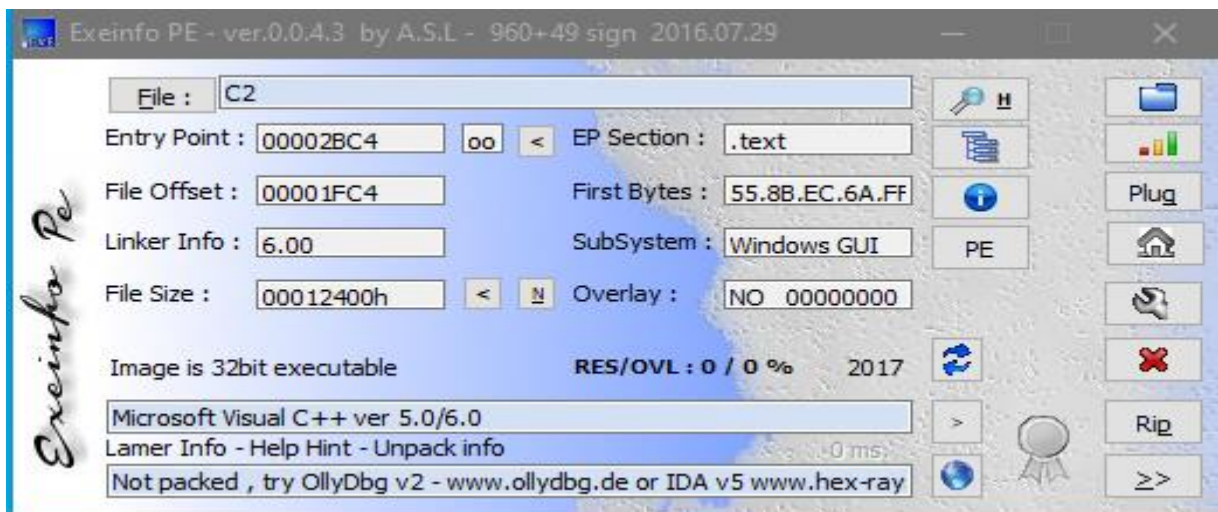 Exeinfo PE - ver.0.0.4.3 by A.S.L - 960+49 sign 2016.07.29
File : C2 H
Entry Point : 00002BC4 oo < EP Section : .text
File Offset : 00001FC4 First Bytes : 55.8B.EC.6A.FF Plug
Linker Info : 6.00 SubSystem : Windows GUI PE
File Size : 00012400h < N Overlay : NO 00000000
Image is 32bit executable RES/OVL : 0 / 0 % 2017
Microsoft Visual C++ ver 5.0/6.0 > Rip
Lamer Info - Help Hint - Unpack info 0 ms.
Not packed , try OllyDbg v2 - www.ollydbg.de or IDA v5 www.hex-ray >>
Exeinfo Pe